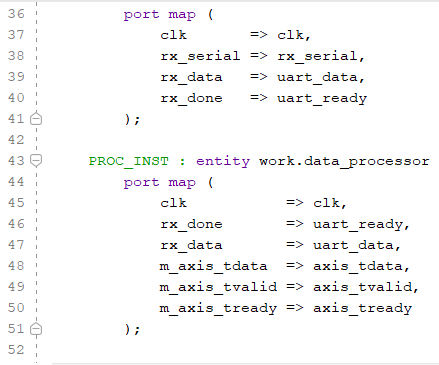 36 port map (
37 clk => clk,
38 rx_serial => rx_serial,
39 rx_data => uart_data,
40 rx_done => uart_ready
41 );
42
43 PROC_INST : entity work.data_processor
44 port map (
45 clk => clk,
46 rx_done => uart_ready,
47 rx_data => uart_data,
48 m_axis_tdata => axis_tdata,
49 m_axis_tvalid => axis_tvalid,
50 m_axis_tready => axis_tready
51 );
52